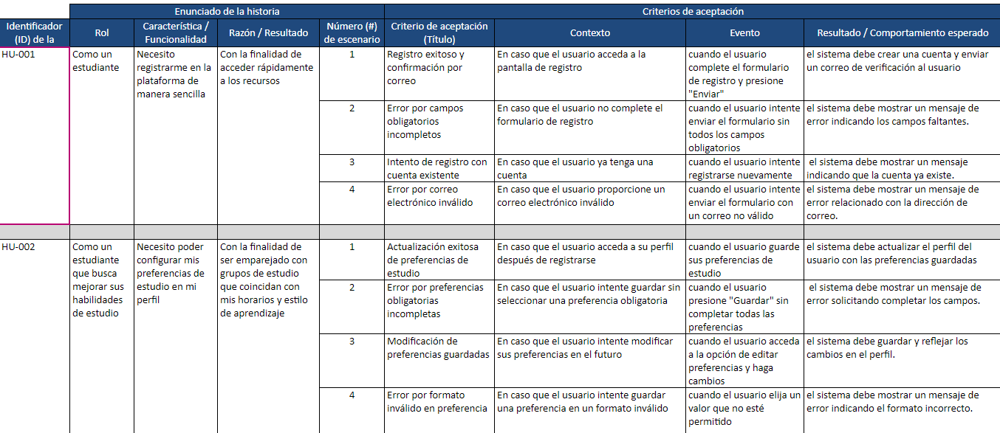 Enunciado de la historia
Criterios de aceptación
Identificador
(ID) de la
Rol
Característica /
Funcionalidad
Razón / Resultado
Número (#)
de escenario
Criterio de aceptación
(Título)
Contexto
Evento
Resultado / Comportamiento esperado
HU-001
Como un
estudiante
Necesito
registrarme en la
plataforma de
manera sencilla
Con la finalidad de
acceder rápidamente
a los recursos
1
Registro exitoso y
confirmación por
correo
En caso que el usuario acceda a la
pantalla de registro
cuando el usuario
complete el formulario
de registro y presione
"Enviar"
el sistema debe crear una cuenta y enviar
un correo de verificación al usuario
2
Error por campos
obligatorios
incompletos
En caso que el usuario no complete el
formulario de registro
cuando el usuario intente
enviar el formulario sin
todos los campos
obligatorios
el sistema debe mostrar un mensaje de
error indicando los campos faltantes.
3
Intento de registro con
cuenta existente
En caso que el usuario ya tenga una
cuenta
cuando el usuario intente
registrarse nuevamente
el sistema debe mostrar un mensaje
indicando que la cuenta ya existe.
4
Error por correo
electrónico inválido
En caso que el usuario proporcione un
correo electrónico inválido
cuando el usuario intente
enviar el formulario con
un correo no válido
el sistema debe mostrar un mensaje de
error relacionado con la dirección de
correo.
HU-002
Como un
estudiante
que busca
mejorar sus
habilidades
de estudio
Necesito poder
configurar mis
preferencias de
estudio en mi
perfil
Con la finalidad de
ser emparejado con
grupos de estudio
que coincidan con
mis horarios y estilo
de aprendizaje
1
Actualización exitosa
de preferencias de
estudio
En caso que el usuario acceda a su perfil
después de registrarse
cuando el usuario guarde
sus preferencias de
estudio
el sistema debe actualizar el perfil del
usuario con las preferencias guardadas
2
Error por preferencias
obligatorias
incompletas
En caso que el usuario intente guardar sin
seleccionar una preferencia obligatoria
cuando el usuario
presione "Guardar" sin
completar todas las
preferencias
el sistema debe mostrar un mensaje de
error solicitando completar los campos.
3
Modificación de
preferencias guardadas
En caso que el usuario intente modificar
sus preferencias en el futuro
cuando el usuario acceda
a la opción de editar
preferencias y haga
cambios
el sistema debe guardar y reflejar los
cambios en el perfil.
4
Error por formato
inválido en preferencia
En caso que el usuario intente guardar
una preferencia en un formato inválido
cuando el usuario elija un
valor que no esté
permitido
el sistema debe mostrar un mensaje de
error indicando el formato incorrecto.